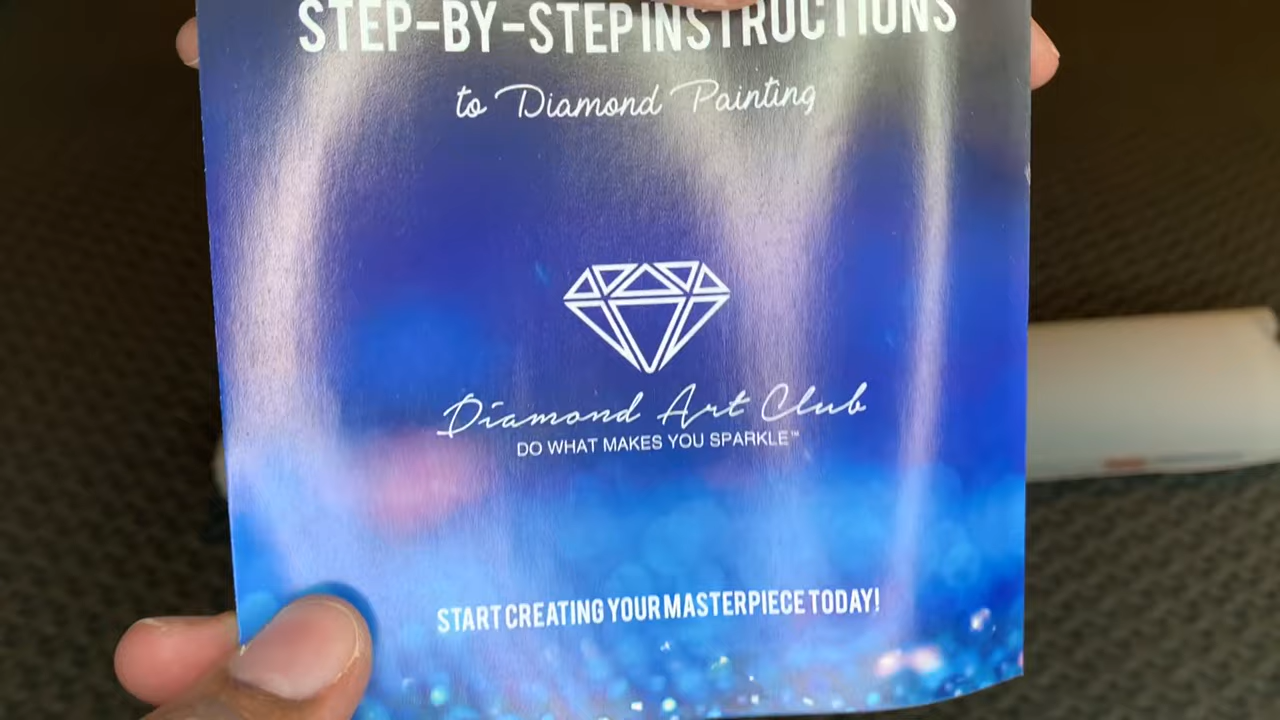 STEP-BY-STEP INSTRUCTIONS
to Diamond Painting
Diamond Art Club
DO WHAT MAKES YOU SPARKLE™
START CREATING YOUR MASTERPIECE TODAY!